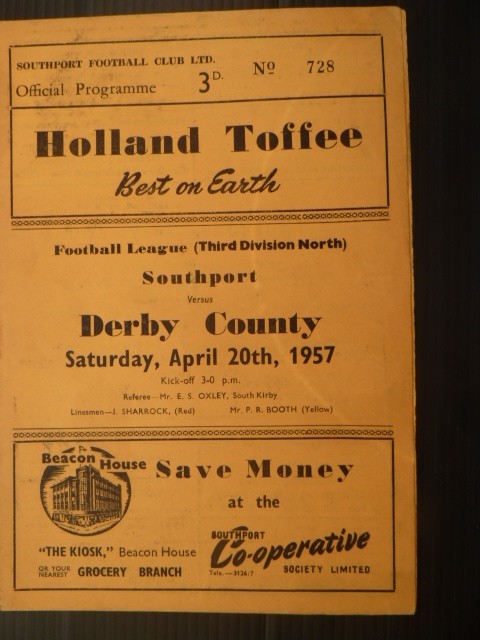 SOUTHPORT FOOTBALL CLUB LTD.
Official Programme 3D. No 728
Holland Toffee
Best on Earth
Football League (Third Division North)
Southport
Versus
Derby County
Saturday, April 20th, 1957
Kick-off 3-0 p.m.
Referee—Mr. E. S. OXLEY, South Kirby
Linesmen—J. SHARROCK, (Red) Mr. P. R. BOOTH (Yellow)
Beacon House
Save Money
at the
"THE KIOSK," Beacon House
OR YOUR NEAREST GROCERY BRANCH
SOUTHPORT
Co-operative
Tele.—3126/7 SOCIETY LIMITED